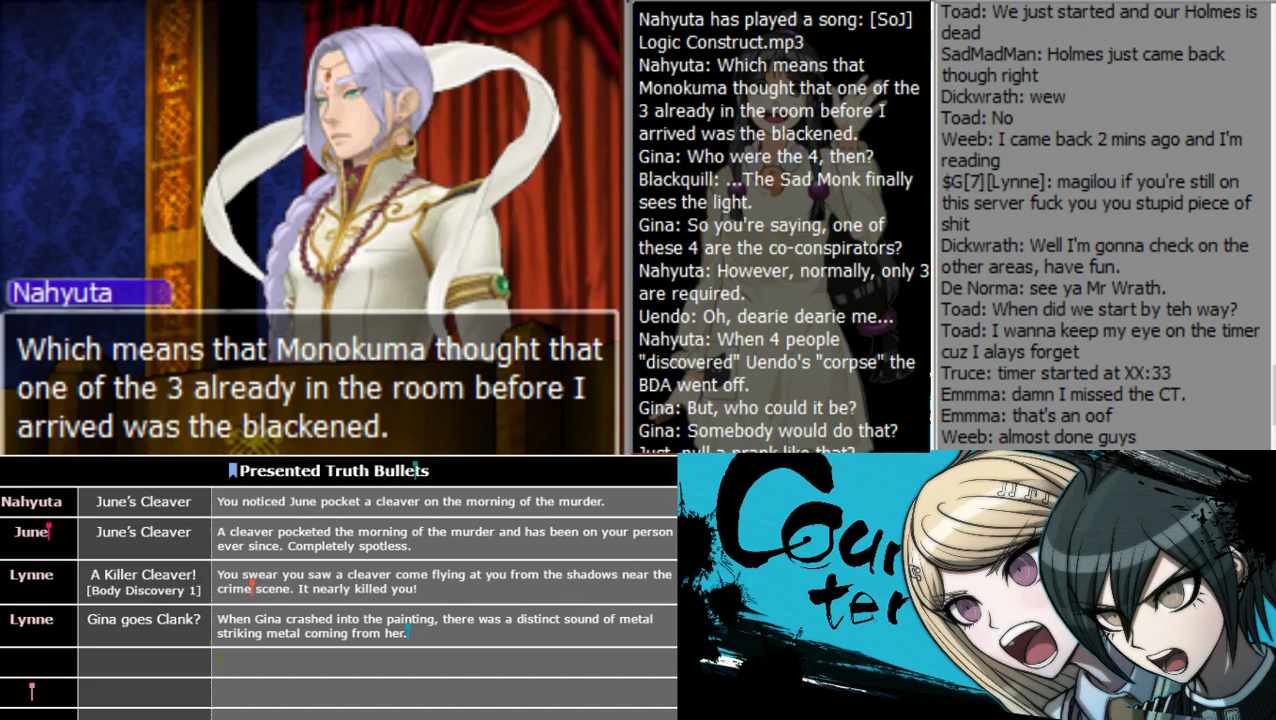 Nahyuta
Which means that Monokuma thought that
one of the 3 already in the room before I
arrived was the blackened.
Nahyuta has played a song: [SoJ]
Logic Construct.mp3
Nahyuta: Which means that
Monokuma thought that one of the
3 already in the room before I
arrived was the blackened.
Gina: Who were the 4, then?
Blackquill: ...The Sad Monk finally
sees the light.
Gina: So you're saying, one of
these 4 are the co-conspirators?
Nahyuta: However, normally, only 3
are required.
Uendo: Oh, dearie dearie me...
Nahyuta: When 4 people
"discovered" Uendo's "corpse" the
BDA went off.
Gina: But, who could it be?
Gina: Somebody would do that?
Just, pull a prank like that?
Toad: We just started and our Holmes is
dead
SadMadMan: Holmes just came back
though right
Dickwrath: wew
Toad: No
Weeb: I came back 2 mins ago and I'm
reading
$G[7][Lynne]: magilou if you're still on
this server fuck you you stupid piece of
shit
Dickwrath: Well I'm gonna check on the
other areas, have fun.
De Norma: see ya Mr Wrath.
Toad: When did we start by teh way?
Toad: I wanna keep my eye on the timer
cuz I alays forget
Truce: timer started at XX:33
Emmma: damn I missed the CT.
Emmma: that's an oof
Weeb: almost done guys
Presented Truth Bullets
Nahyuta June's Cleaver You noticed June pocket a cleaver on the morning of the murder.
June June's Cleaver A cleaver pocketed the morning of the murder and has been on your person
ever since. Completely spotless.
Lynne A Killer Cleaver! You swear you saw a cleaver come flying at you from the shadows near the
[Body Discovery 1] crime scene. It nearly killed you!
Lynne Gina goes Clank? When Gina crashed into the painting, there was a distinct sound of metal
striking metal coming from her.
Coun
ter